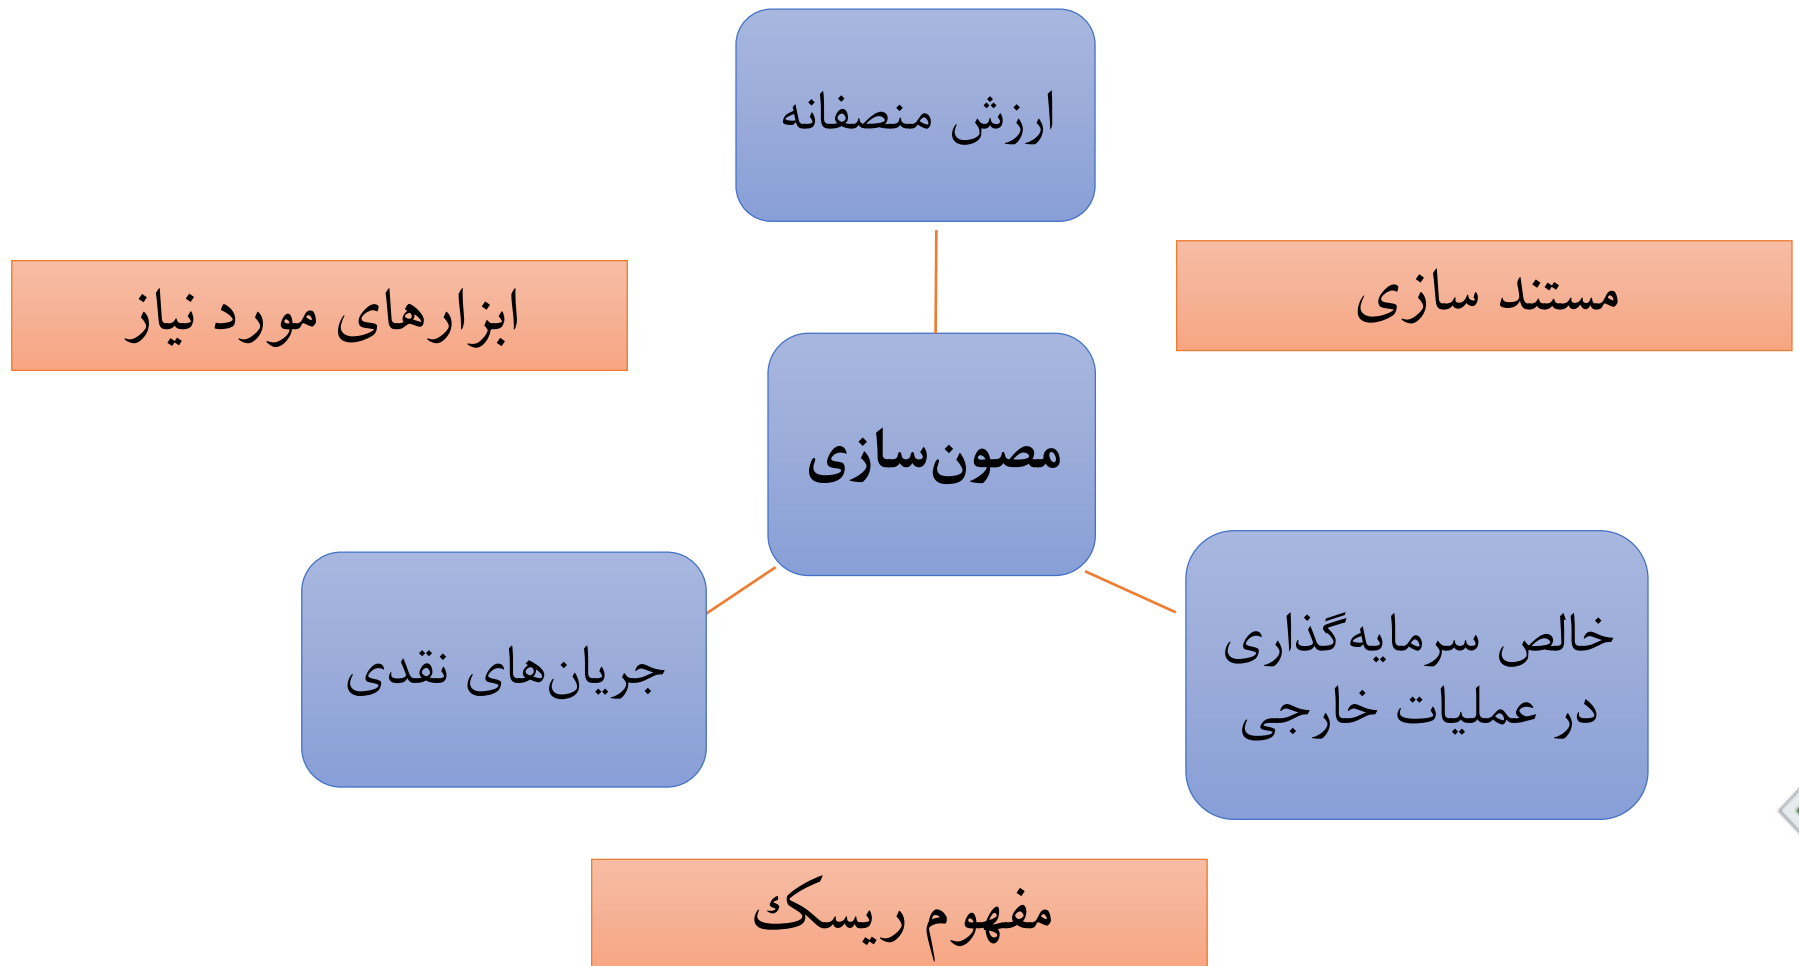 ارزش منصفانه
مستند سازی
ابزارهای مورد نیاز
مصون‌سازی
خالص سرمایه‌گذاری
در عملیات خارجی
جریان‌های نقدی
مفهوم ریسک